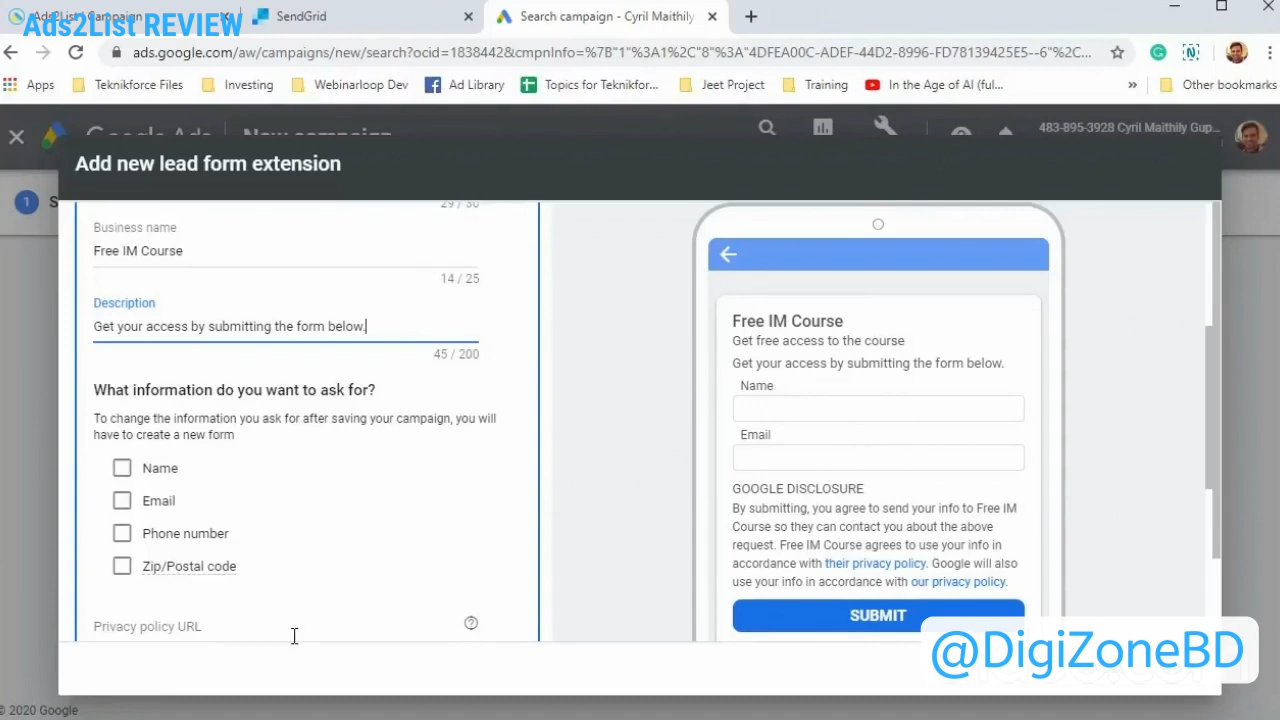 Ads2List REVIEW
SendGrid
Search campaign - Cyril Maithily
ads.google.com/aw/campaigns/new/search?ocid=1838442&cmpnInfo=%7B"1"%3A1%2C"8"%3A"4DFEA00C-ADEF-44D2-8996-FD78139425E5--6"%2C...
Apps
Teknikforce Files
Investing
Webinarloop Dev
Ad Library
Topics for Teknikfor...
Jeet Project
Training
In the Age of AI (ful...
»
Other bookmarks
Google Ads
New campaign
483-895-3928 Cyril Maithily Gup...
1 S
Add new lead form extension
29 / 30
Business name
Free IM Course
14 / 25
Description
Get your access by submitting the form below.
45 / 200
What information do you want to ask for?
To change the information you ask for after saving your campaign, you will
have to create a new form
Name
Email
Phone number
Zip/Postal code
Privacy policy URL
Free IM Course
Get free access to the course
Get your access by submitting the form below.
Name
Email
GOOGLE DISCLOSURE
By submitting, you agree to send your info to Free IM
Course so they can contact you about the above
request. Free IM Course agrees to use your info in
accordance with their privacy policy. Google will also
use your info in accordance with our privacy policy.
SUBMIT
@DigiZoneBD
© 2020 Google